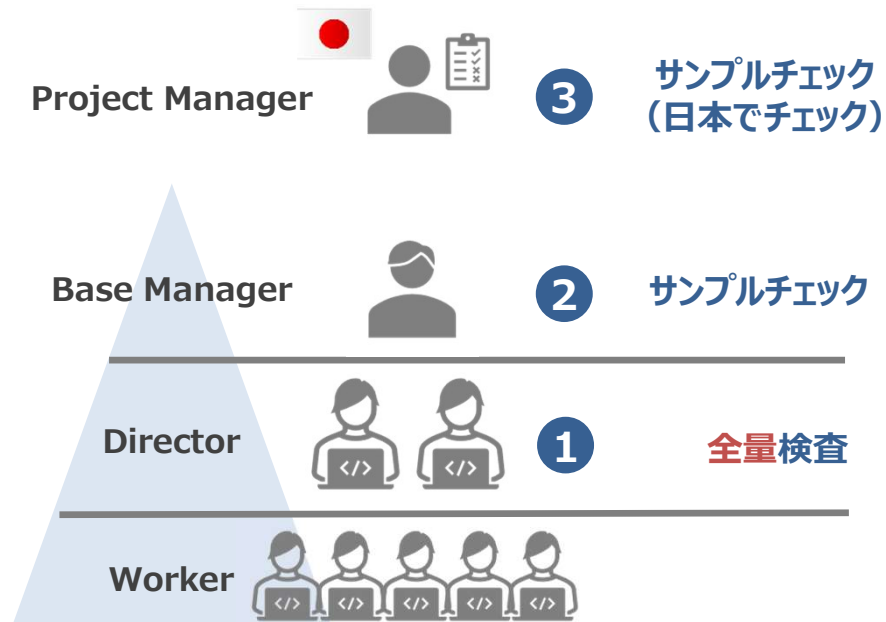 Project Manager
3
サンプルチェック
（日本でチェック）
Base Manager
2
サンプルチェック
Director
</>
</>
1
全量検査
Worker
</>
</>
</>
</>
</>